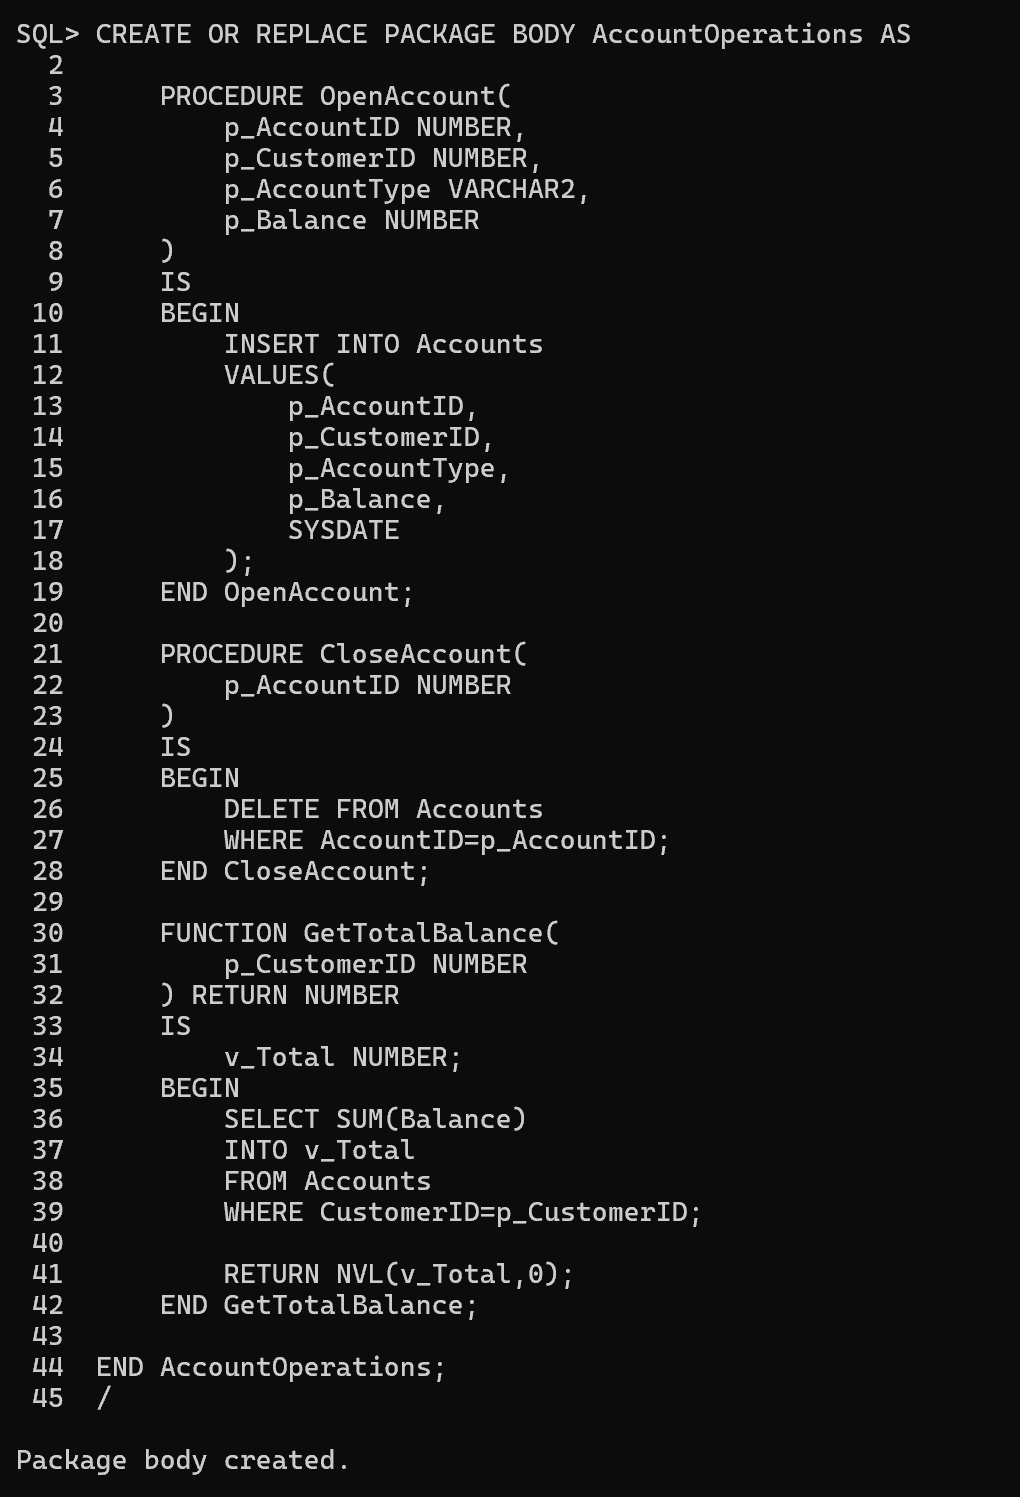 SQL> CREATE OR REPLACE PACKAGE BODY AccountOperations AS
  2
  3      PROCEDURE OpenAccount(
  4          p_AccountID NUMBER,
  5          p_CustomerID NUMBER,
  6          p_AccountType VARCHAR2,
  7          p_Balance NUMBER
  8      )
  9      IS
 10      BEGIN
 11          INSERT INTO Accounts
 12          VALUES(
 13              p_AccountID,
 14              p_CustomerID,
 15              p_AccountType,
 16              p_Balance,
 17              SYSDATE
 18          );
 19      END OpenAccount;
 20
 21      PROCEDURE CloseAccount(
 22          p_AccountID NUMBER
 23      )
 24      IS
 25      BEGIN
 26          DELETE FROM Accounts
 27          WHERE AccountID=p_AccountID;
 28      END CloseAccount;
 29
 30      FUNCTION GetTotalBalance(
 31          p_CustomerID NUMBER
 32      ) RETURN NUMBER
 33      IS
 34          v_Total NUMBER;
 35      BEGIN
 36          SELECT SUM(Balance)
 37          INTO v_Total
 38          FROM Accounts
 39          WHERE CustomerID=p_CustomerID;
 40
 41          RETURN NVL(v_Total,0);
 42      END GetTotalBalance;
 43
 44  END AccountOperations;
 45  /

Package body created.